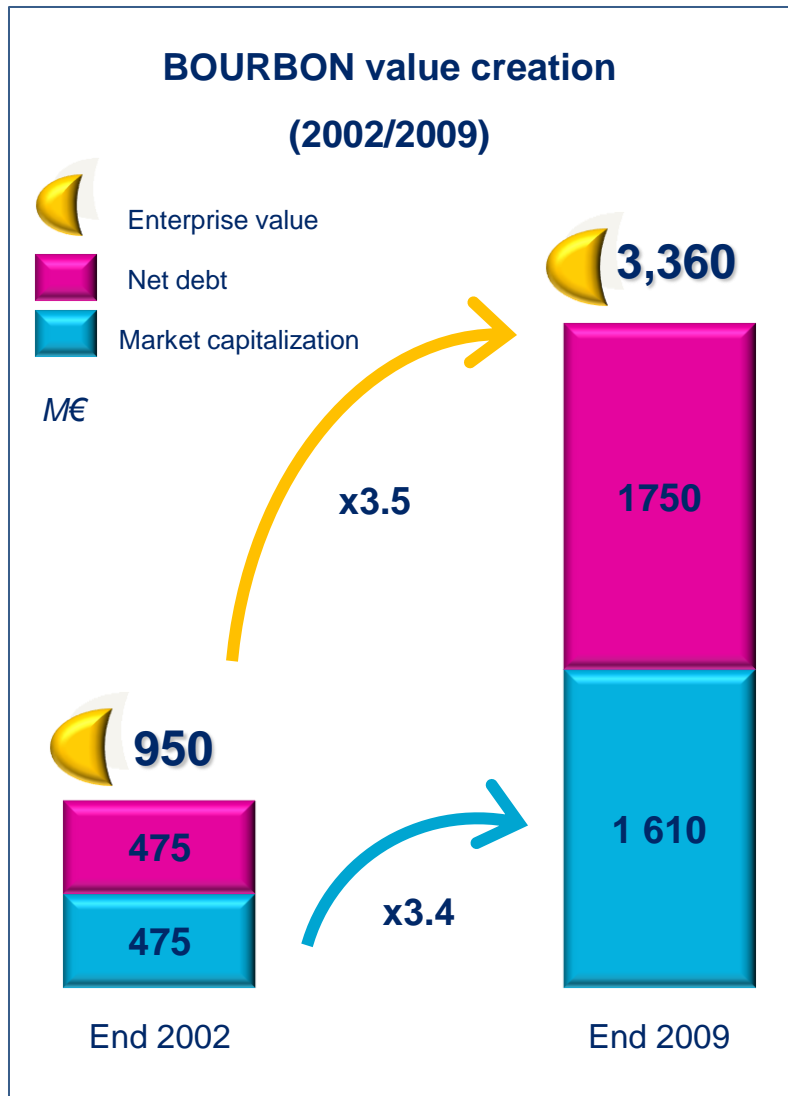 BOURBON value creation
(2002/2009)
Enterprise value
Net debt
Market capitalization
M€
3,360
x3.5
1750
950
475
1 610
475
x3.4
End 2002
End 2009